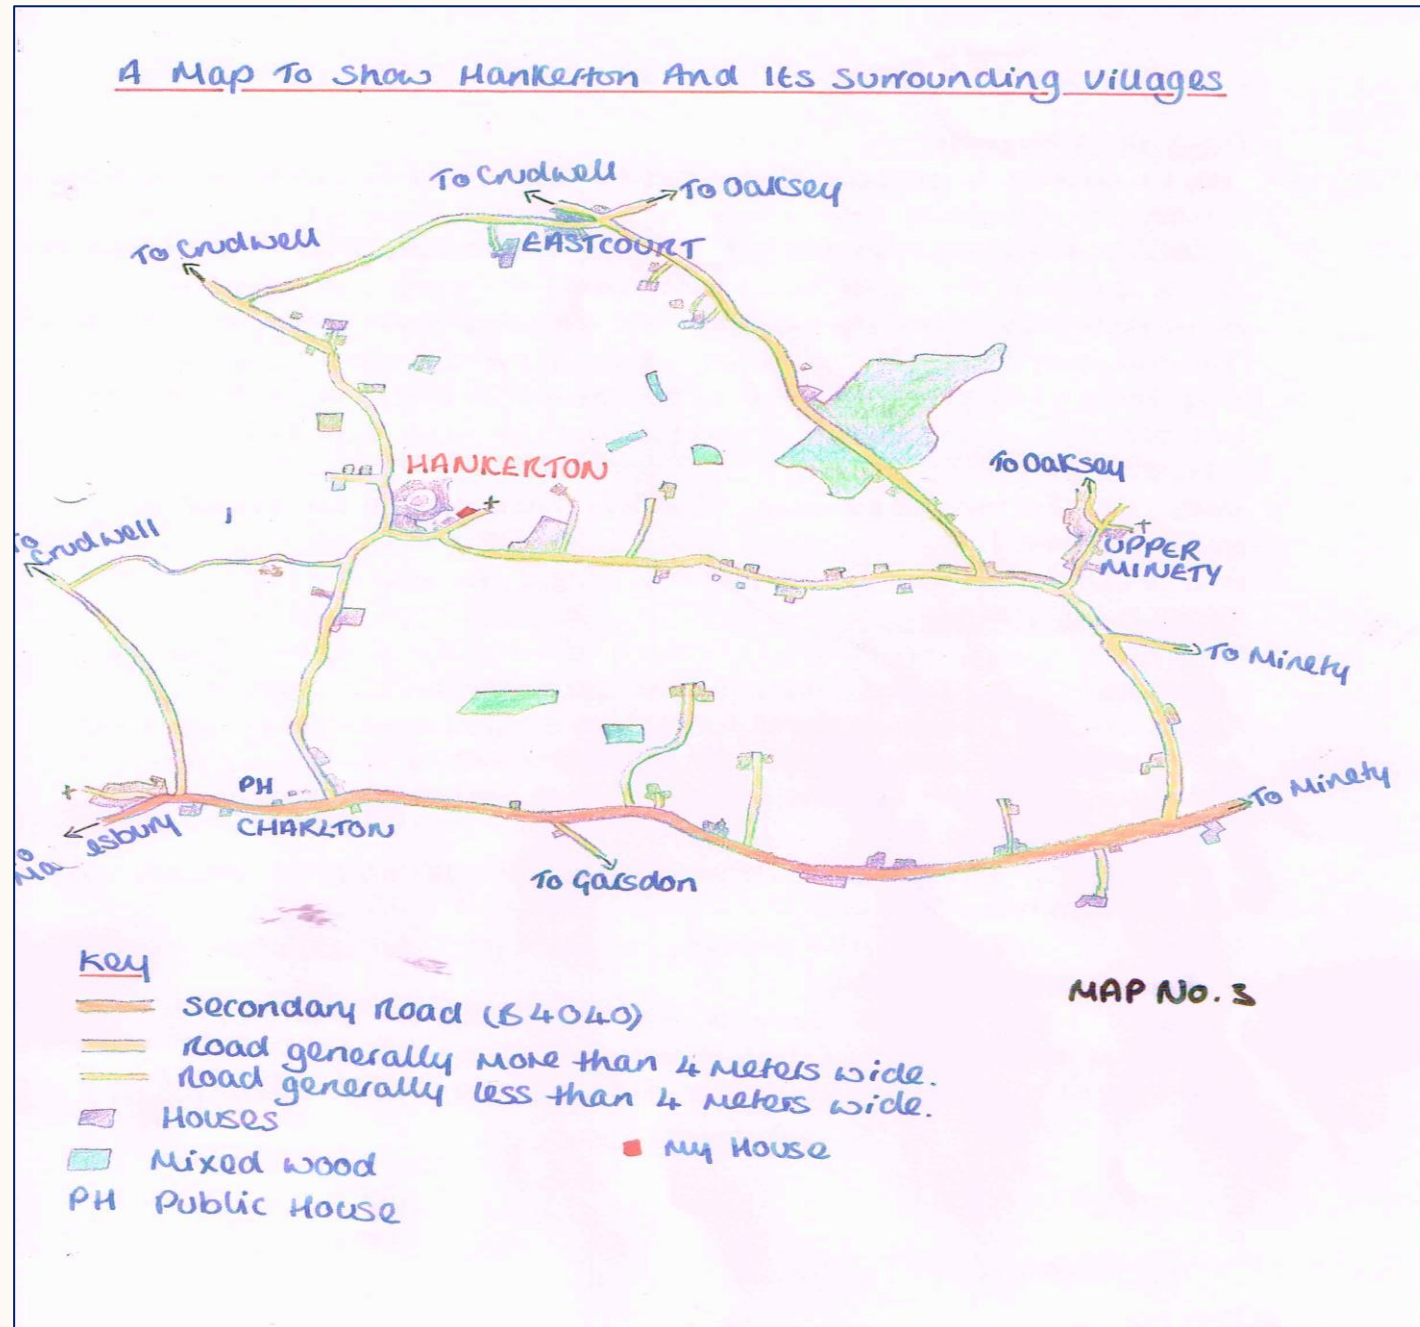 A Map To Show Hankerton And Its Surrounding Villages
To Crudwell
To Oaksey
To Crudwell
EASTCOURT
HANKERTON
To Oaksey
To
Crudwell
UPPER
MINETY
To Minety
To Minety
PH
CHARLTON
esbury
To Garsdon
Key
MAP NO. 3
Secondary Road (B4040)
Road generally More than 4 Meters wide.
Road generally less than 4 Meters wide.
Houses
My House
Mixed wood
PH Public House